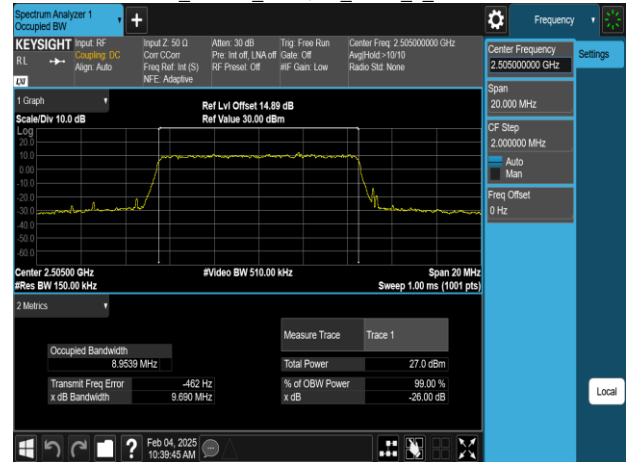 Spectrum Analyzer 1
Occupied BW
Frequency
KEYSIGHT
Input: RF
Input Z: 50 Ω
Atten: 30 dB
Trig: Free Run
Center Freq: 2.505000000 GHz
RL
Coupling: DC
Corr CCorr
Pre: Int off, LNA off
Gate: Off
Avg|Hold:>10/10
Align: Auto
Freq Ref: Int (S)
RF Presel: Off
#IF Gain: Low
Radio Std: None
NFE: Adaptive
LXI
Center Frequency
2.505000000 GHz
Settings
Span
20.000 MHz
CF Step
2.000000 MHz
Auto
Man
Freq Offset
0 Hz
Local
1 Graph
Ref Lvl Offset 14.89 dB
Scale/Div 10.0 dB
Ref Value 30.00 dBm
Log
20.0
10.0
0.00
-10.0
-20.0
-30.0
-40.0
-50.0
-60.0
Center 2.50500 GHz
#Video BW 510.00 kHz
Span 20 MHz
#Res BW 150.00 kHz
Sweep 1.00 ms (1001 pts)
2 Metrics
Measure Trace
Trace 1
Occupied Bandwidth
8.9539 MHz
Total Power
27.0 dBm
Transmit Freq Error
-462 Hz
% of OBW Power
99.00 %
x dB Bandwidth
9.690 MHz
x dB
-26.00 dB
?
Feb 04, 2025
10:39:45 AM